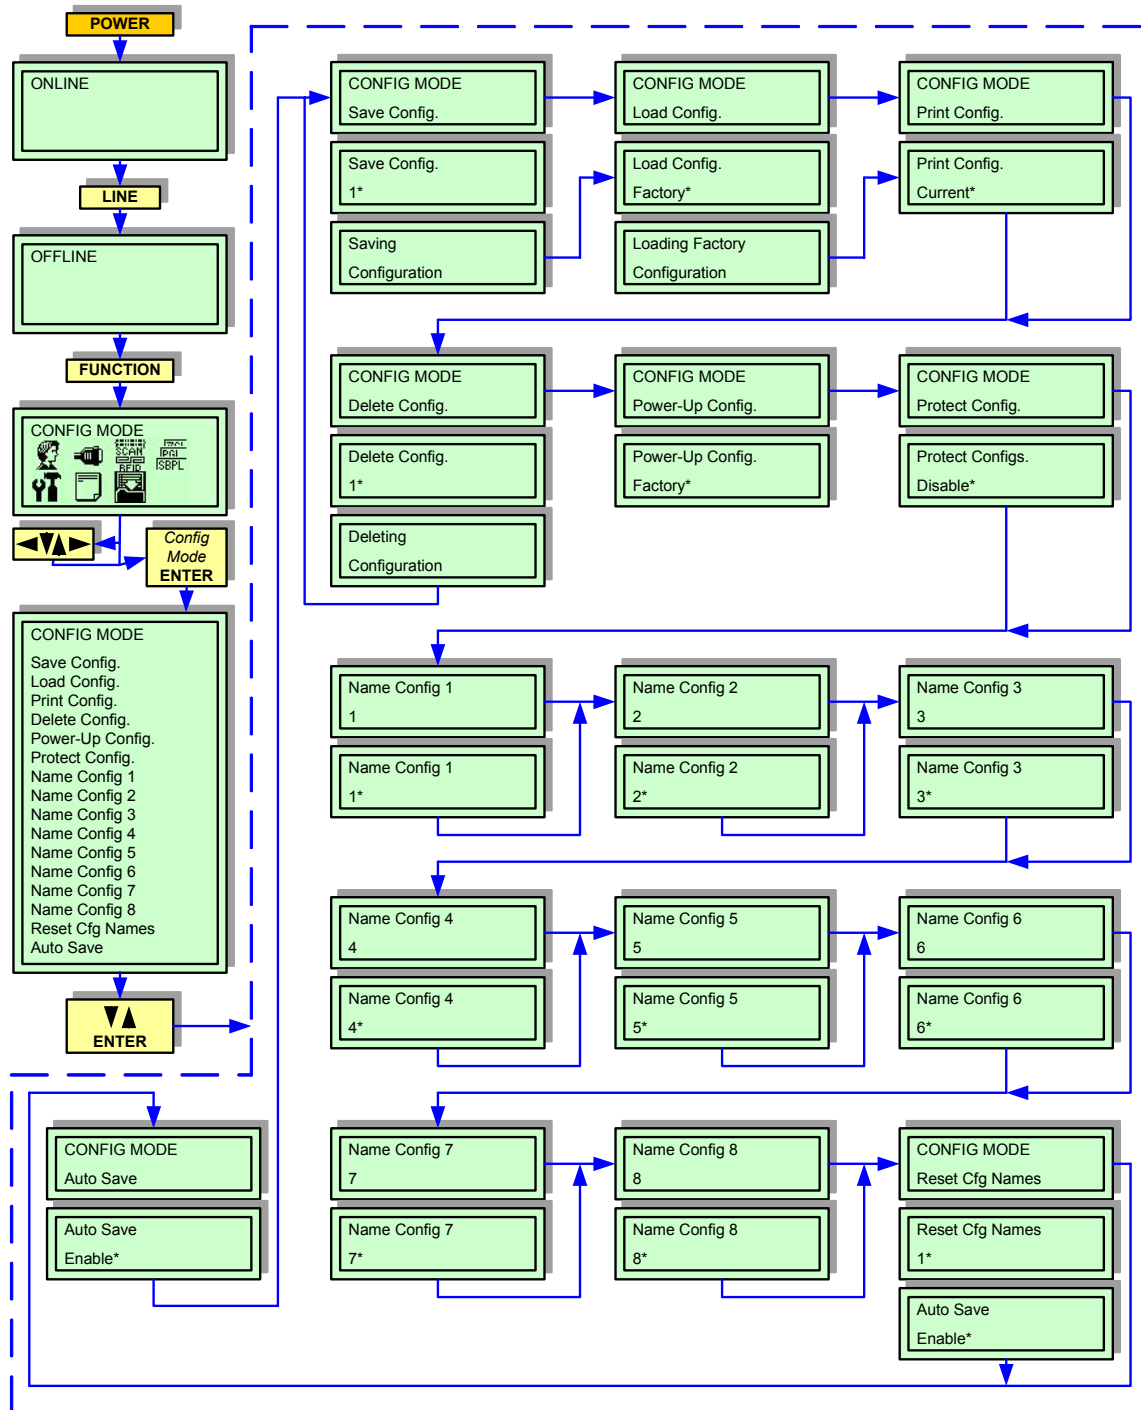 POWER
ONLINE
LINE
OFFLINE
FUNCTION
CONFIG MODE
SCAN
RFID
PGL
SBPL
Config
Mode
ENTER
CONFIG MODE
Save Config.
Load Config.
Print Config.
Delete Config.
Power-Up Config.
Protect Config.
Name Config 1
Name Config 2
Name Config 3
Name Config 4
Name Config 5
Name Config 6
Name Config 7
Name Config 8
Reset Cfg Names
Auto Save
ENTER
CONFIG MODE
Save Config.
Save Config.
1*
Saving
Configuration
CONFIG MODE
Load Config.
Load Config.
Factory*
Loading Factory
Configuration
CONFIG MODE
Print Config.
Print Config.
Current*
CONFIG MODE
Delete Config.
Delete Config.
1*
Deleting
Configuration
CONFIG MODE
Power-Up Config.
Power-Up Config.
Factory*
CONFIG MODE
Protect Config.
Protect Configs.
Disable*
Name Config 1
1
Name Config 1
1*
Name Config 2
2
Name Config 2
2*
Name Config 3
3
Name Config 3
3*
Name Config 4
4
Name Config 4
4*
Name Config 5
5
Name Config 5
5*
Name Config 6
6
Name Config 6
6*
Name Config 7
7
Name Config 7
7*
Name Config 8
8
Name Config 8
8*
CONFIG MODE
Reset Cfg Names
Reset Cfg Names
1*
Auto Save
Enable*
CONFIG MODE
Auto Save
Auto Save
Enable*